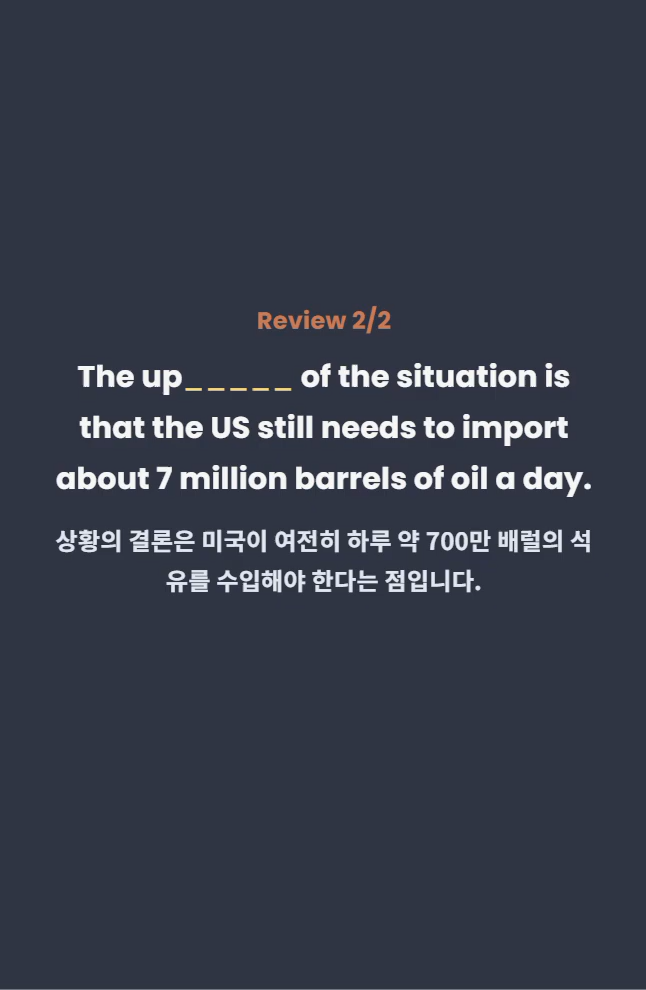 Review 2/2
The up_____ of the situation is
that the US still needs to import
about 7 million barrels of oil a day.
상황의 결론은 미국이 여전히 하루 약 700만 배럴의 석
유를 수입해야 한다는 점입니다.